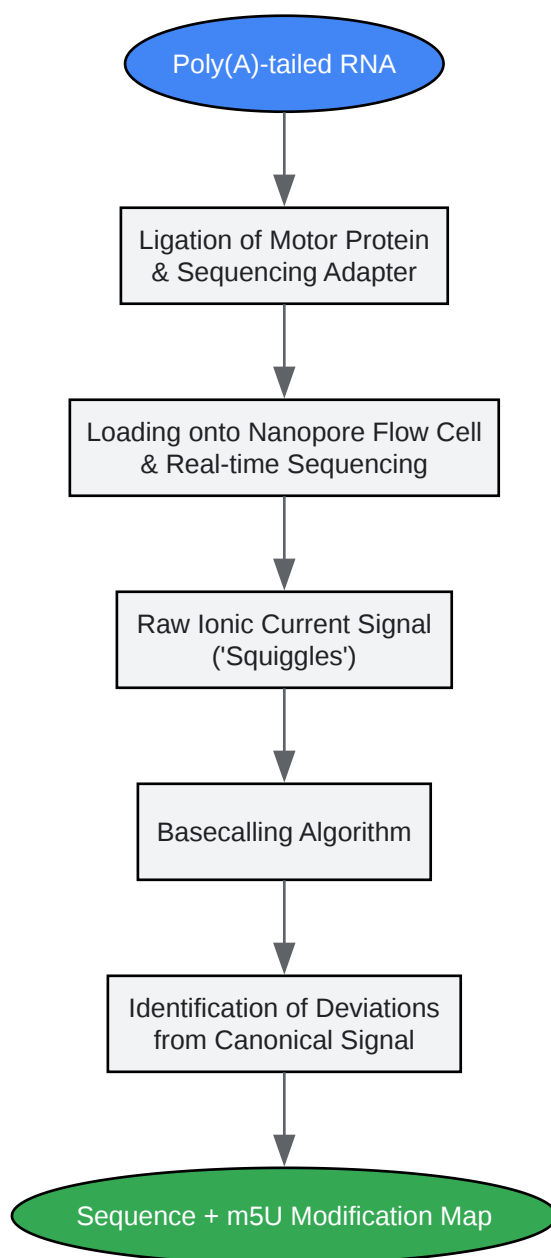 Poly(A)-tailed RNA
Ligation of Motor Protein
& Sequencing Adapter
Loading onto Nanopore Flow Cell
& Real-time Sequencing
Raw Ionic Current Signal
('Squiggles')
Basecalling Algorithm
Identification of Deviations
from Canonical Signal
Sequence + m5U Modification Map